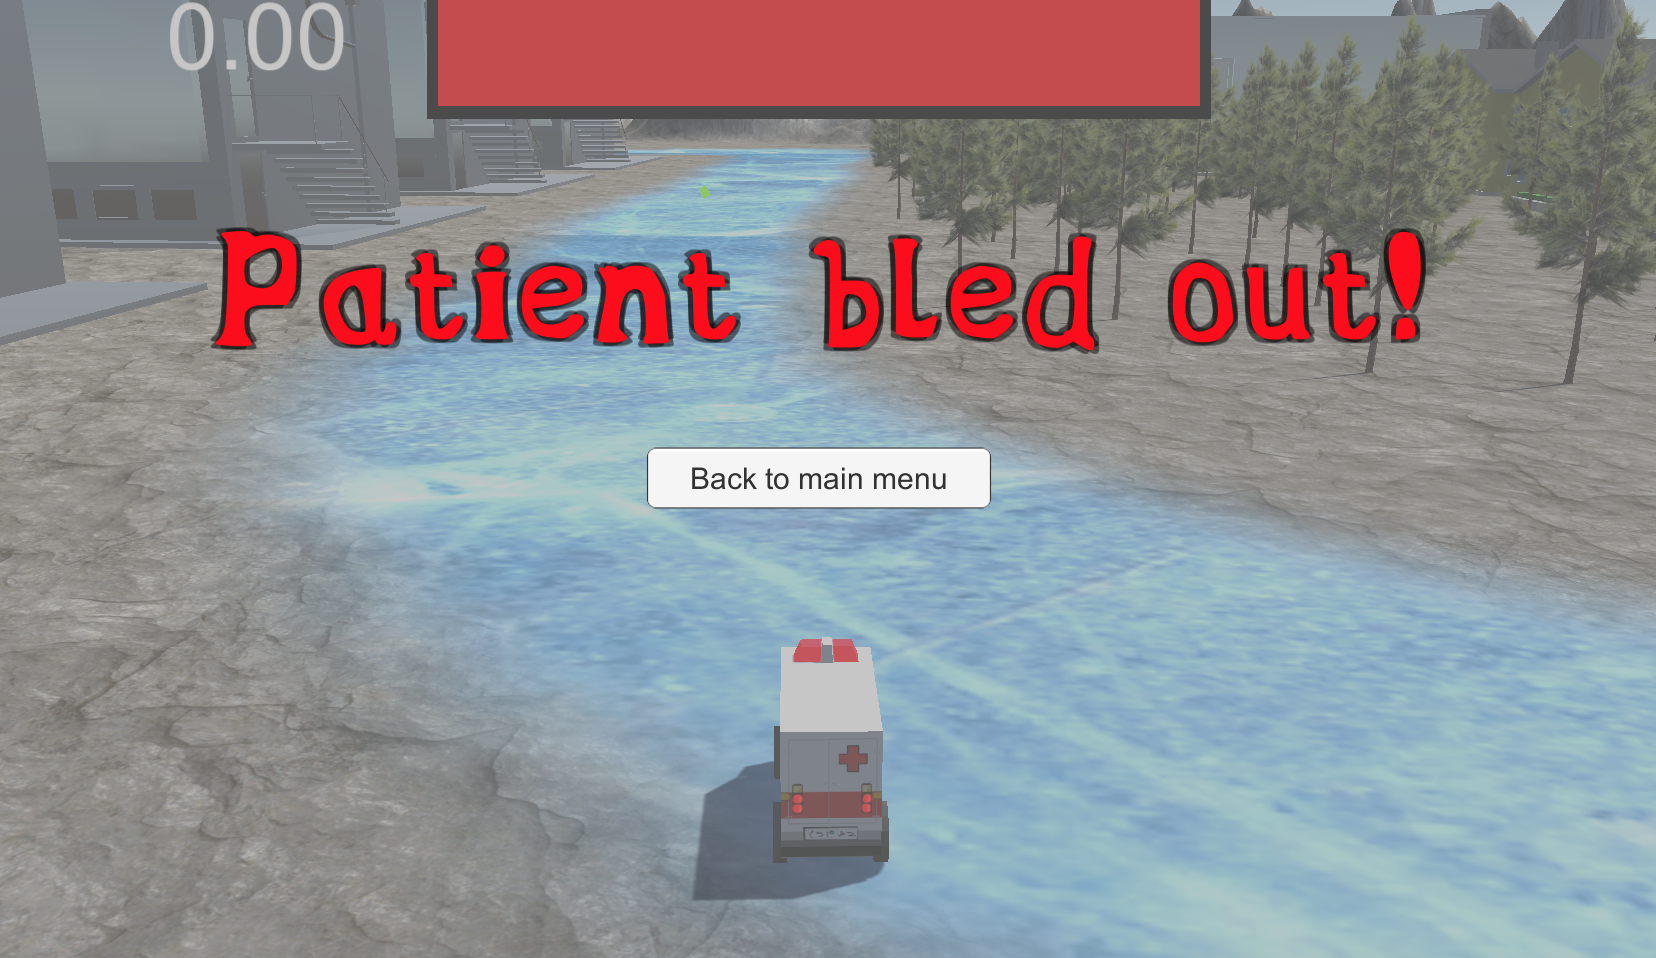 0.00
Patient bled out!
Back to main menu